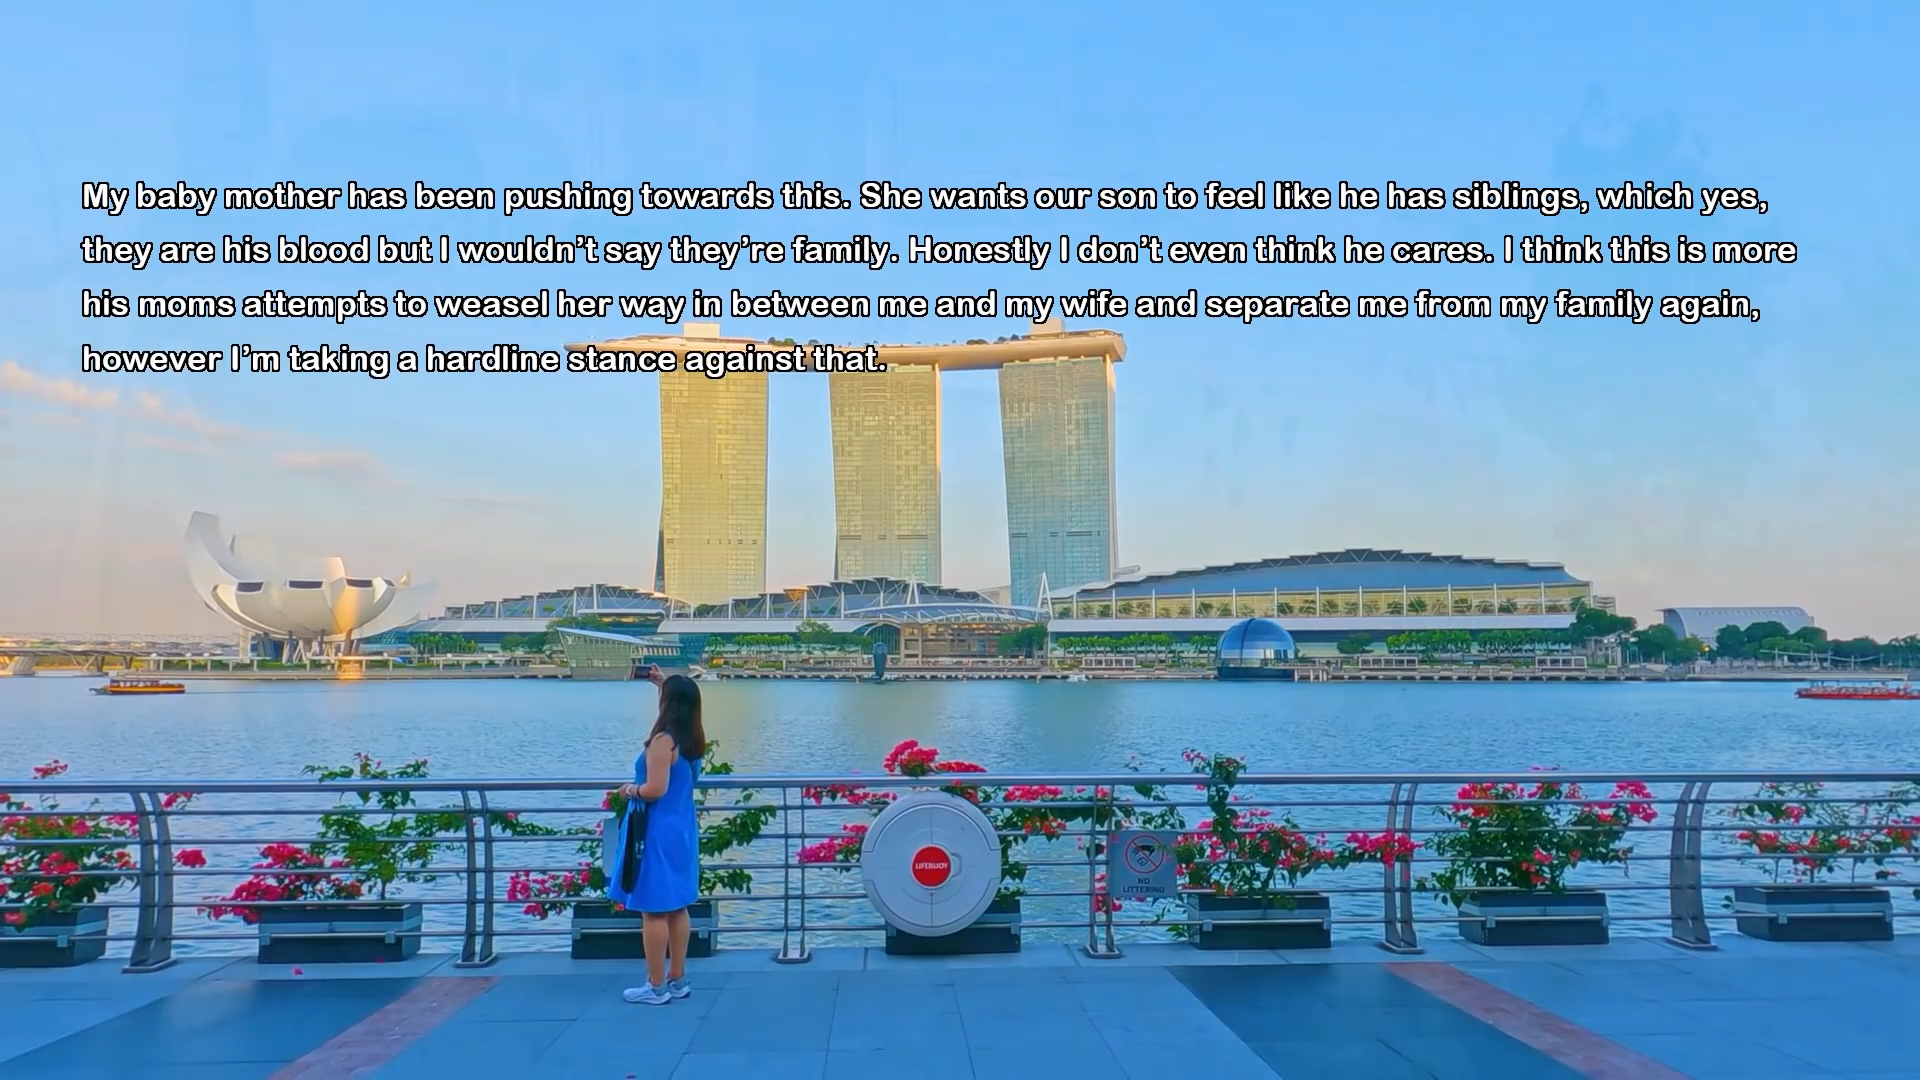 My baby mother has been pushing towards this. She wants our son to feel like he has siblings, which yes,
they are his blood but I wouldn’t say they’re family. Honestly I don’t even think he cares. I think this is more
his moms attempts to weasel her way in between me and my wife and separate me from my family again,
however I’m taking a hardline stance against that.
LIFEBUOY
NO
LITTERING